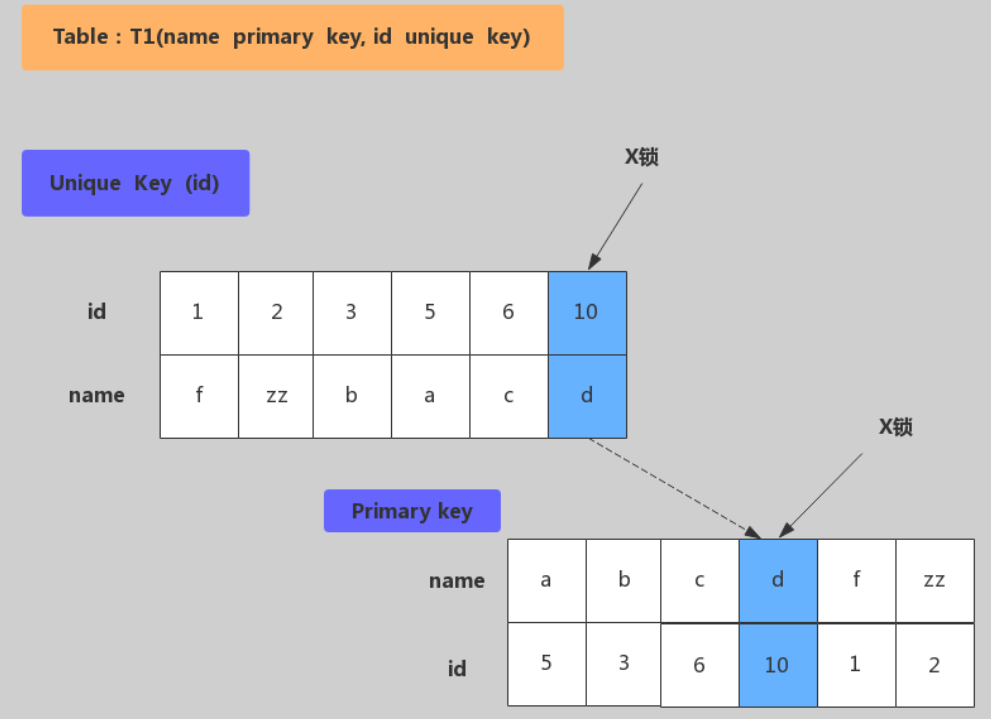 Table : T1(name primary key, id unique key)
X锁
Unique Key (id)
id 1 2 3 5 6 10
name f zz b a c d
X锁
Primary key
name a b c d f zz
id 5 3 6 10 1 2